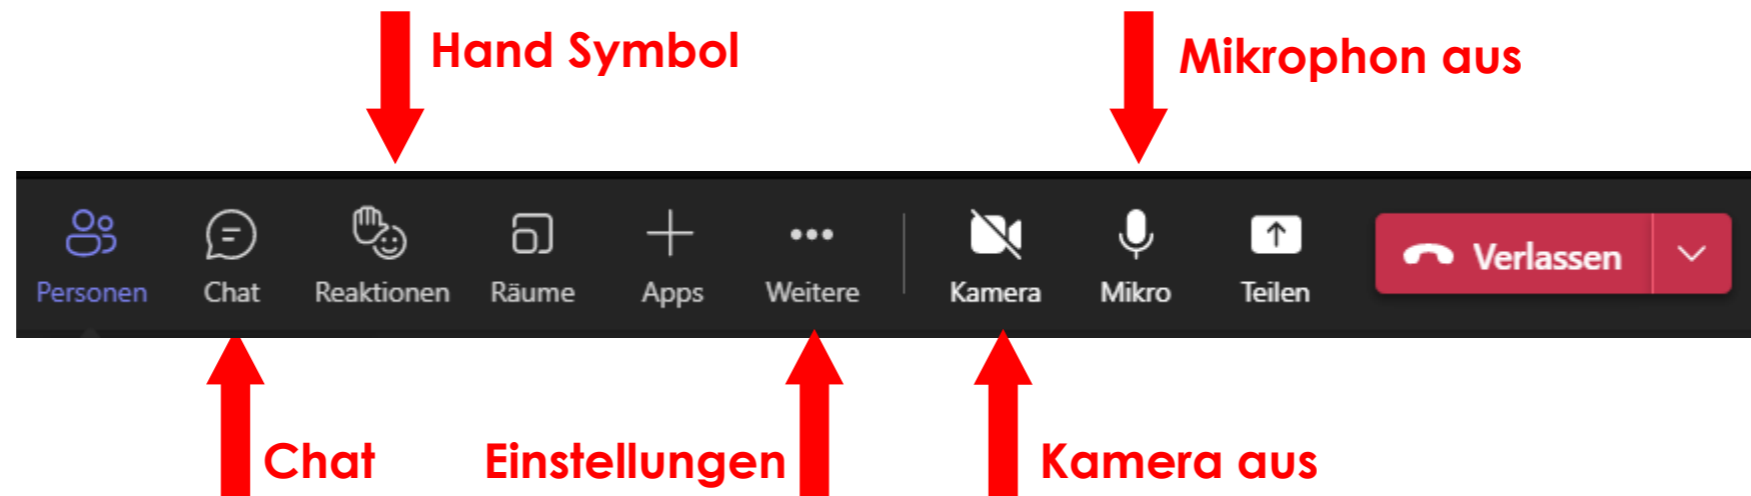 Hand Symbol
Mikrophon aus
Personen
Chat
Reaktionen
Räume
Apps
Weitere
Kamera
Mikro
Teilen
Verlassen
Chat
Einstellungen
Kamera aus